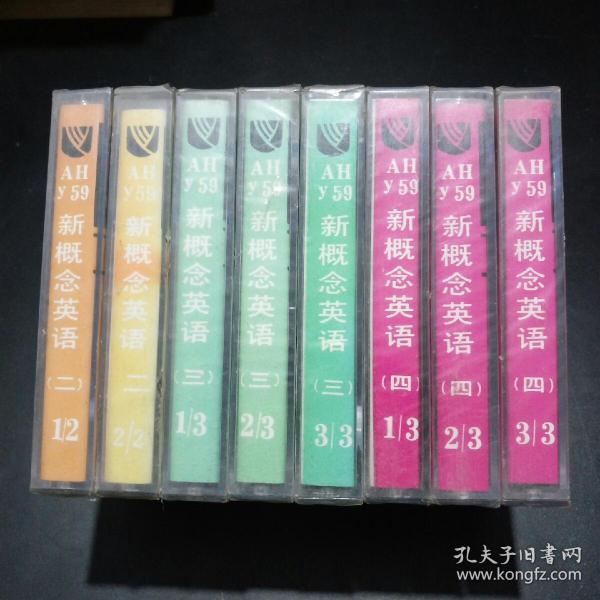 AH
У59
新概念英语
(二)
1/2
AH
У59
新概念英语
二
2/2
AH
У59
新概念英语
(三)
1/3
AH
У59
新概念英语
(三)
2/3
AH
У59
新概念英语
(三)
3/3
AH
У59
新概念英语
(四)
1/3
AH
У59
新概念英语
(四)
2/3
AH
У59
新概念英语
(四)
3/3
孔夫子旧书网
www.kongfz.com